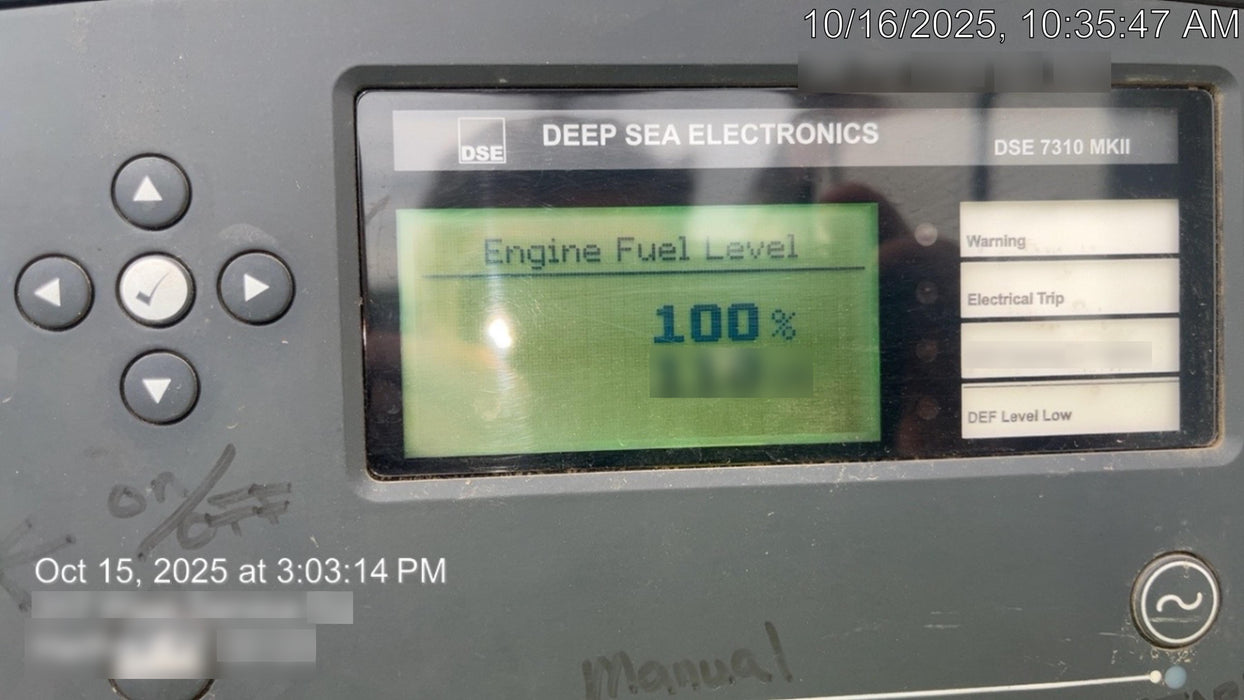 10/16/2025, 10:35:47 AM
DSE
DEEP SEA ELECTRONICS
DSE 7310 MKII
Engine Fuel Level
100 %
Warning
Electrical Trip
DEF Level Low
on/OFF
Oct 15, 2025 at 3:03:14 PM
Manual